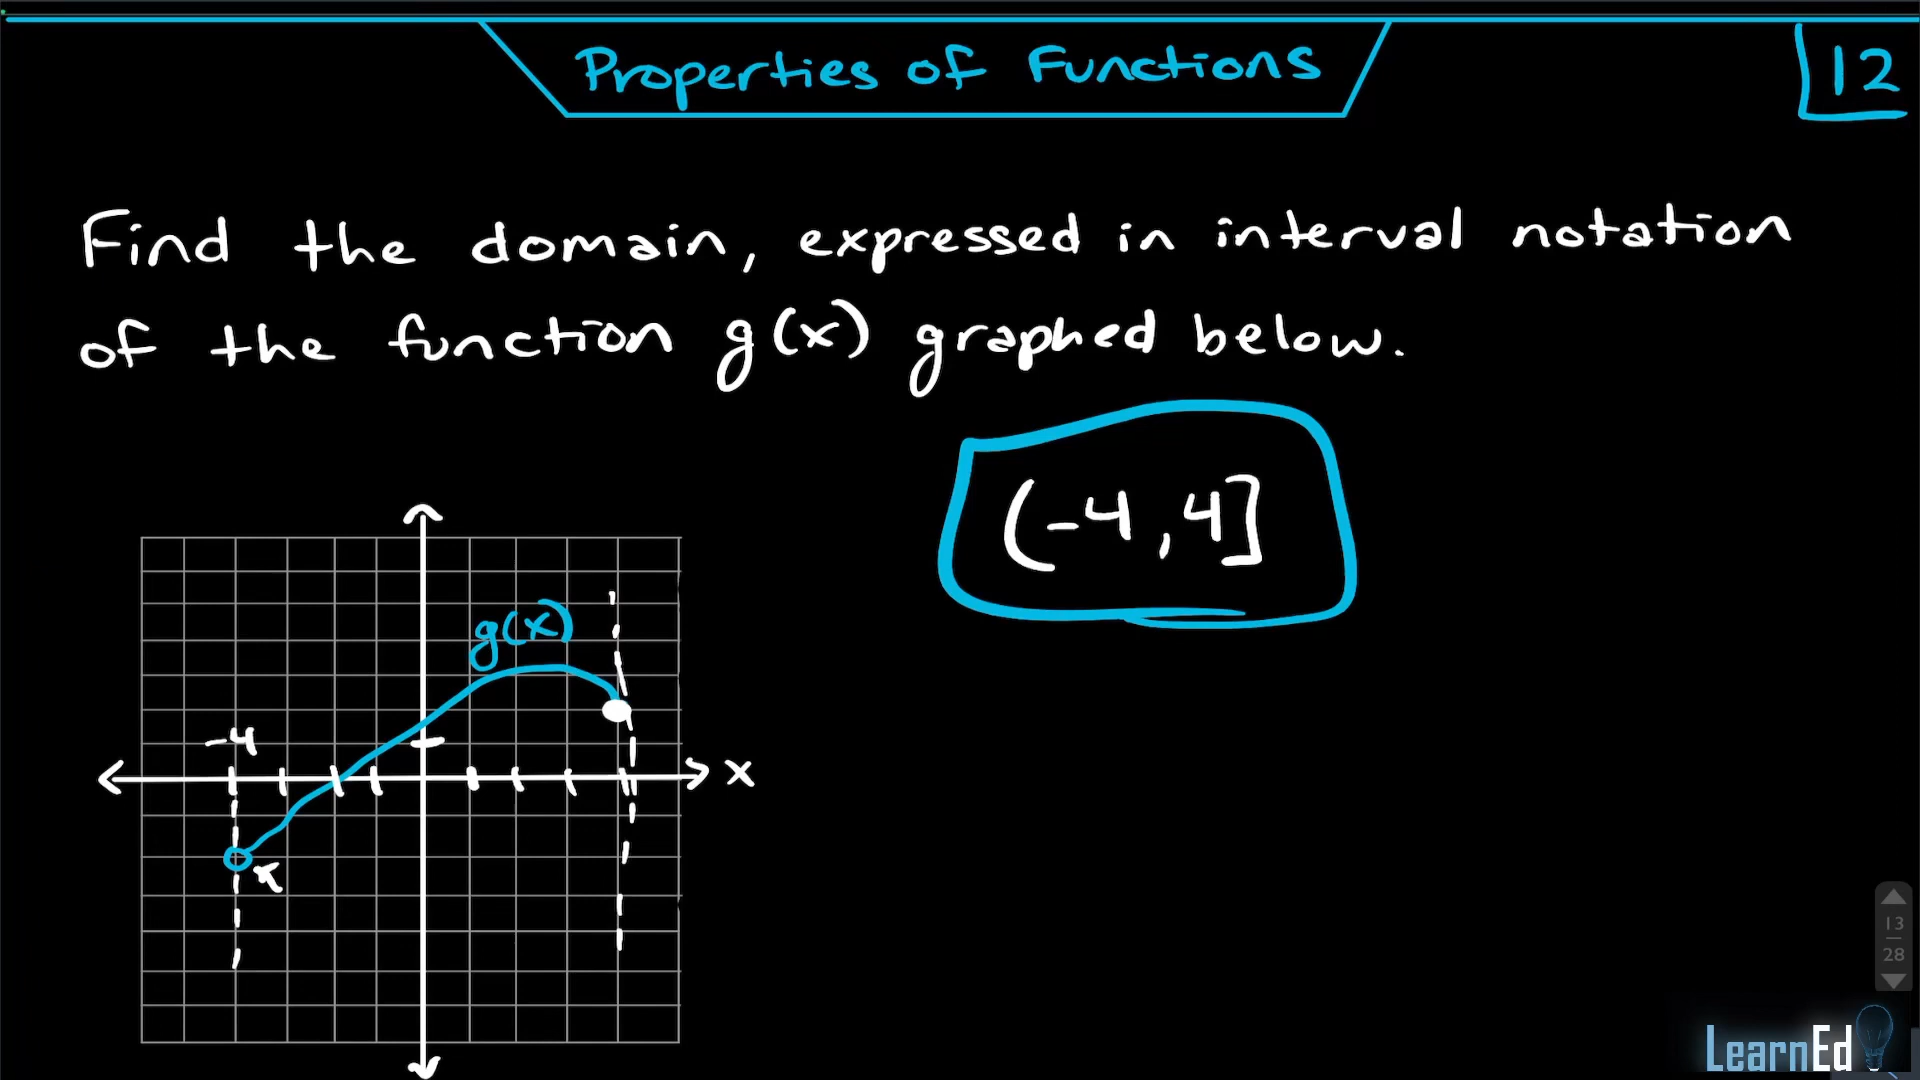 Properties of Functions
12
Find the domain, expressed in interval notation
of the function g(x) graphed below.
(-4,4]
g(x)
-4
x
13
28
LearnEd